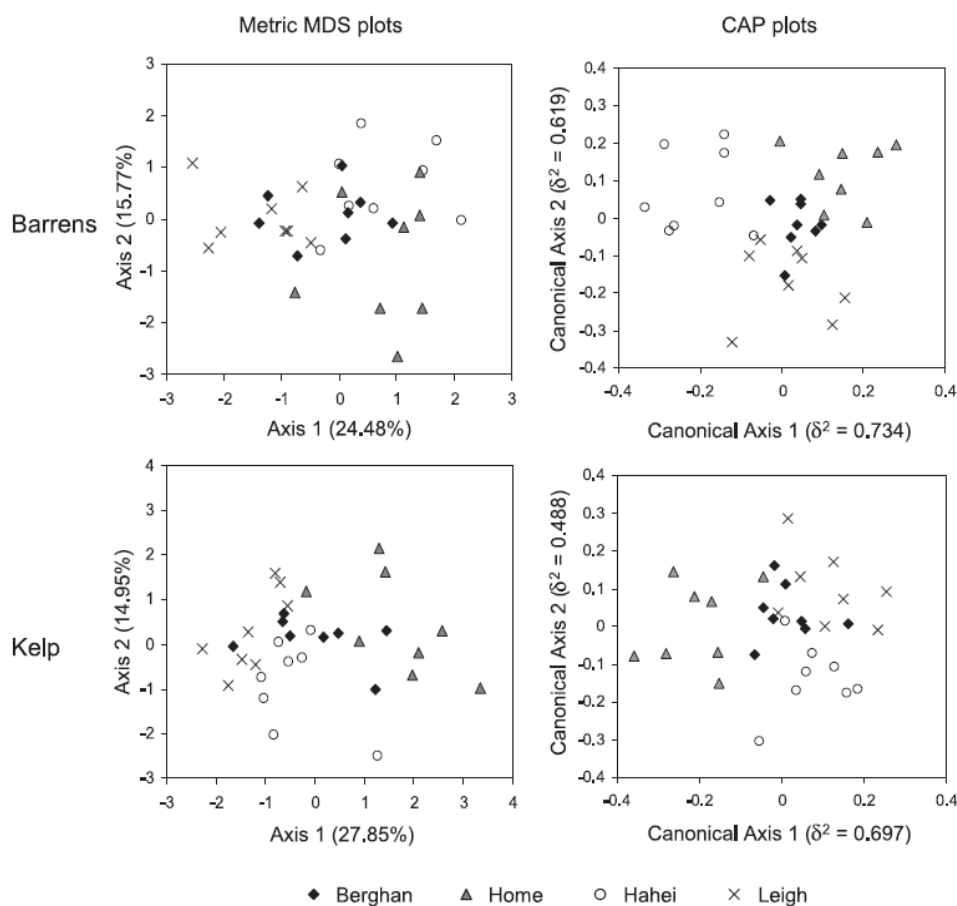 Metric MDS plots
CAP plots
Barrens
3
2
1
0
–1
–2
–3
Axis 2 (15.77%)
–3 –2 –1 0 1 2 3
Axis 1 (24.48%)
0.4
0.3
0.2
0.1
0
–0.1
–0.2
–0.3
–0.4
Canonical Axis 2 (δ² = 0.619)
–0.4 –0.2 0 0.2 0.4
Canonical Axis 1 (δ² = 0.734)
Kelp
4
3
2
1
0
–1
–2
–3
Axis 2 (14.95%)
–3 –2 –1 0 1 2 3 4
Axis 1 (27.85%)
0.4
0.3
0.2
0.1
0
–0.1
–0.2
–0.3
–0.4
Canonical Axis 2 (δ² = 0.488)
–0.4 –0.2 0 0.2 0.4
Canonical Axis 1 (δ² = 0.697)
Berghan Home Hahei Leigh